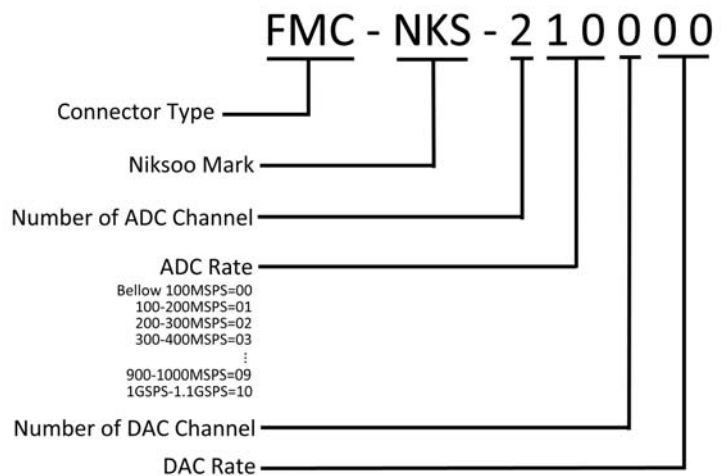 FMC - NKS - 2 1 0 0 0 0
Connector Type
Niksoo Mark
Number of ADC Channel
ADC Rate
Bellow 100MSPS=00
100-200MSPS=01
200-300MSPS=02
300-400MSPS=03
⋮
900-1000MSPS=09
1GSPS-1.1GSPS=10
Number of DAC Channel
DAC Rate